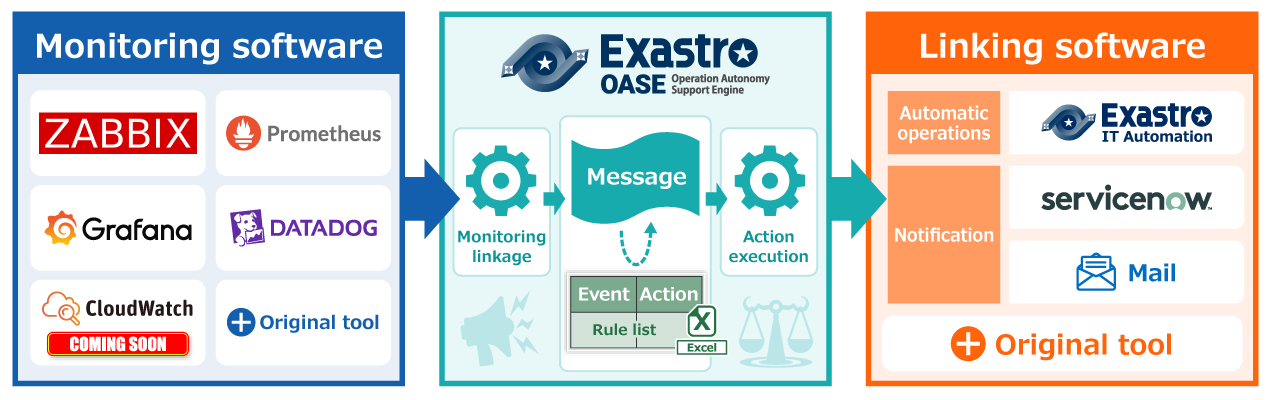 Monitoring software
ZABBIX
Prometheus
Grafana
DATADOG
CloudWatch
COMING SOON
Original tool
Exastro
OASE Operation Autonomy
Support Engine
Monitoring
linkage
Message
Action
execution
Event Action
Rule list
X
Excel
Linking software
Automatic
operations
Exastro
IT Automation
Notification
servicenow™
Mail
Original tool